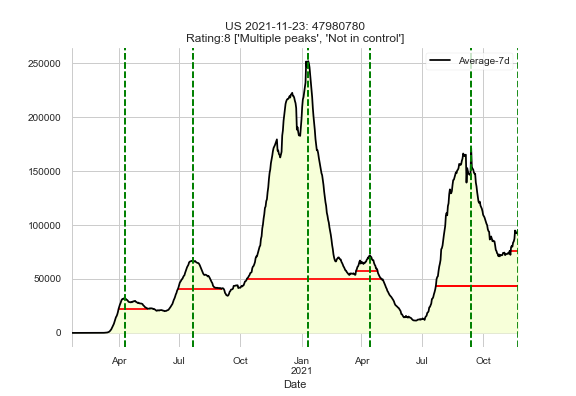 US 2021-11-23: 47980780
Rating:8 ['Multiple peaks', 'Not in control']
Average-7d
250000
200000
150000
100000
50000
0
Apr Jul Oct Jan Apr Jul Oct
2021
Date